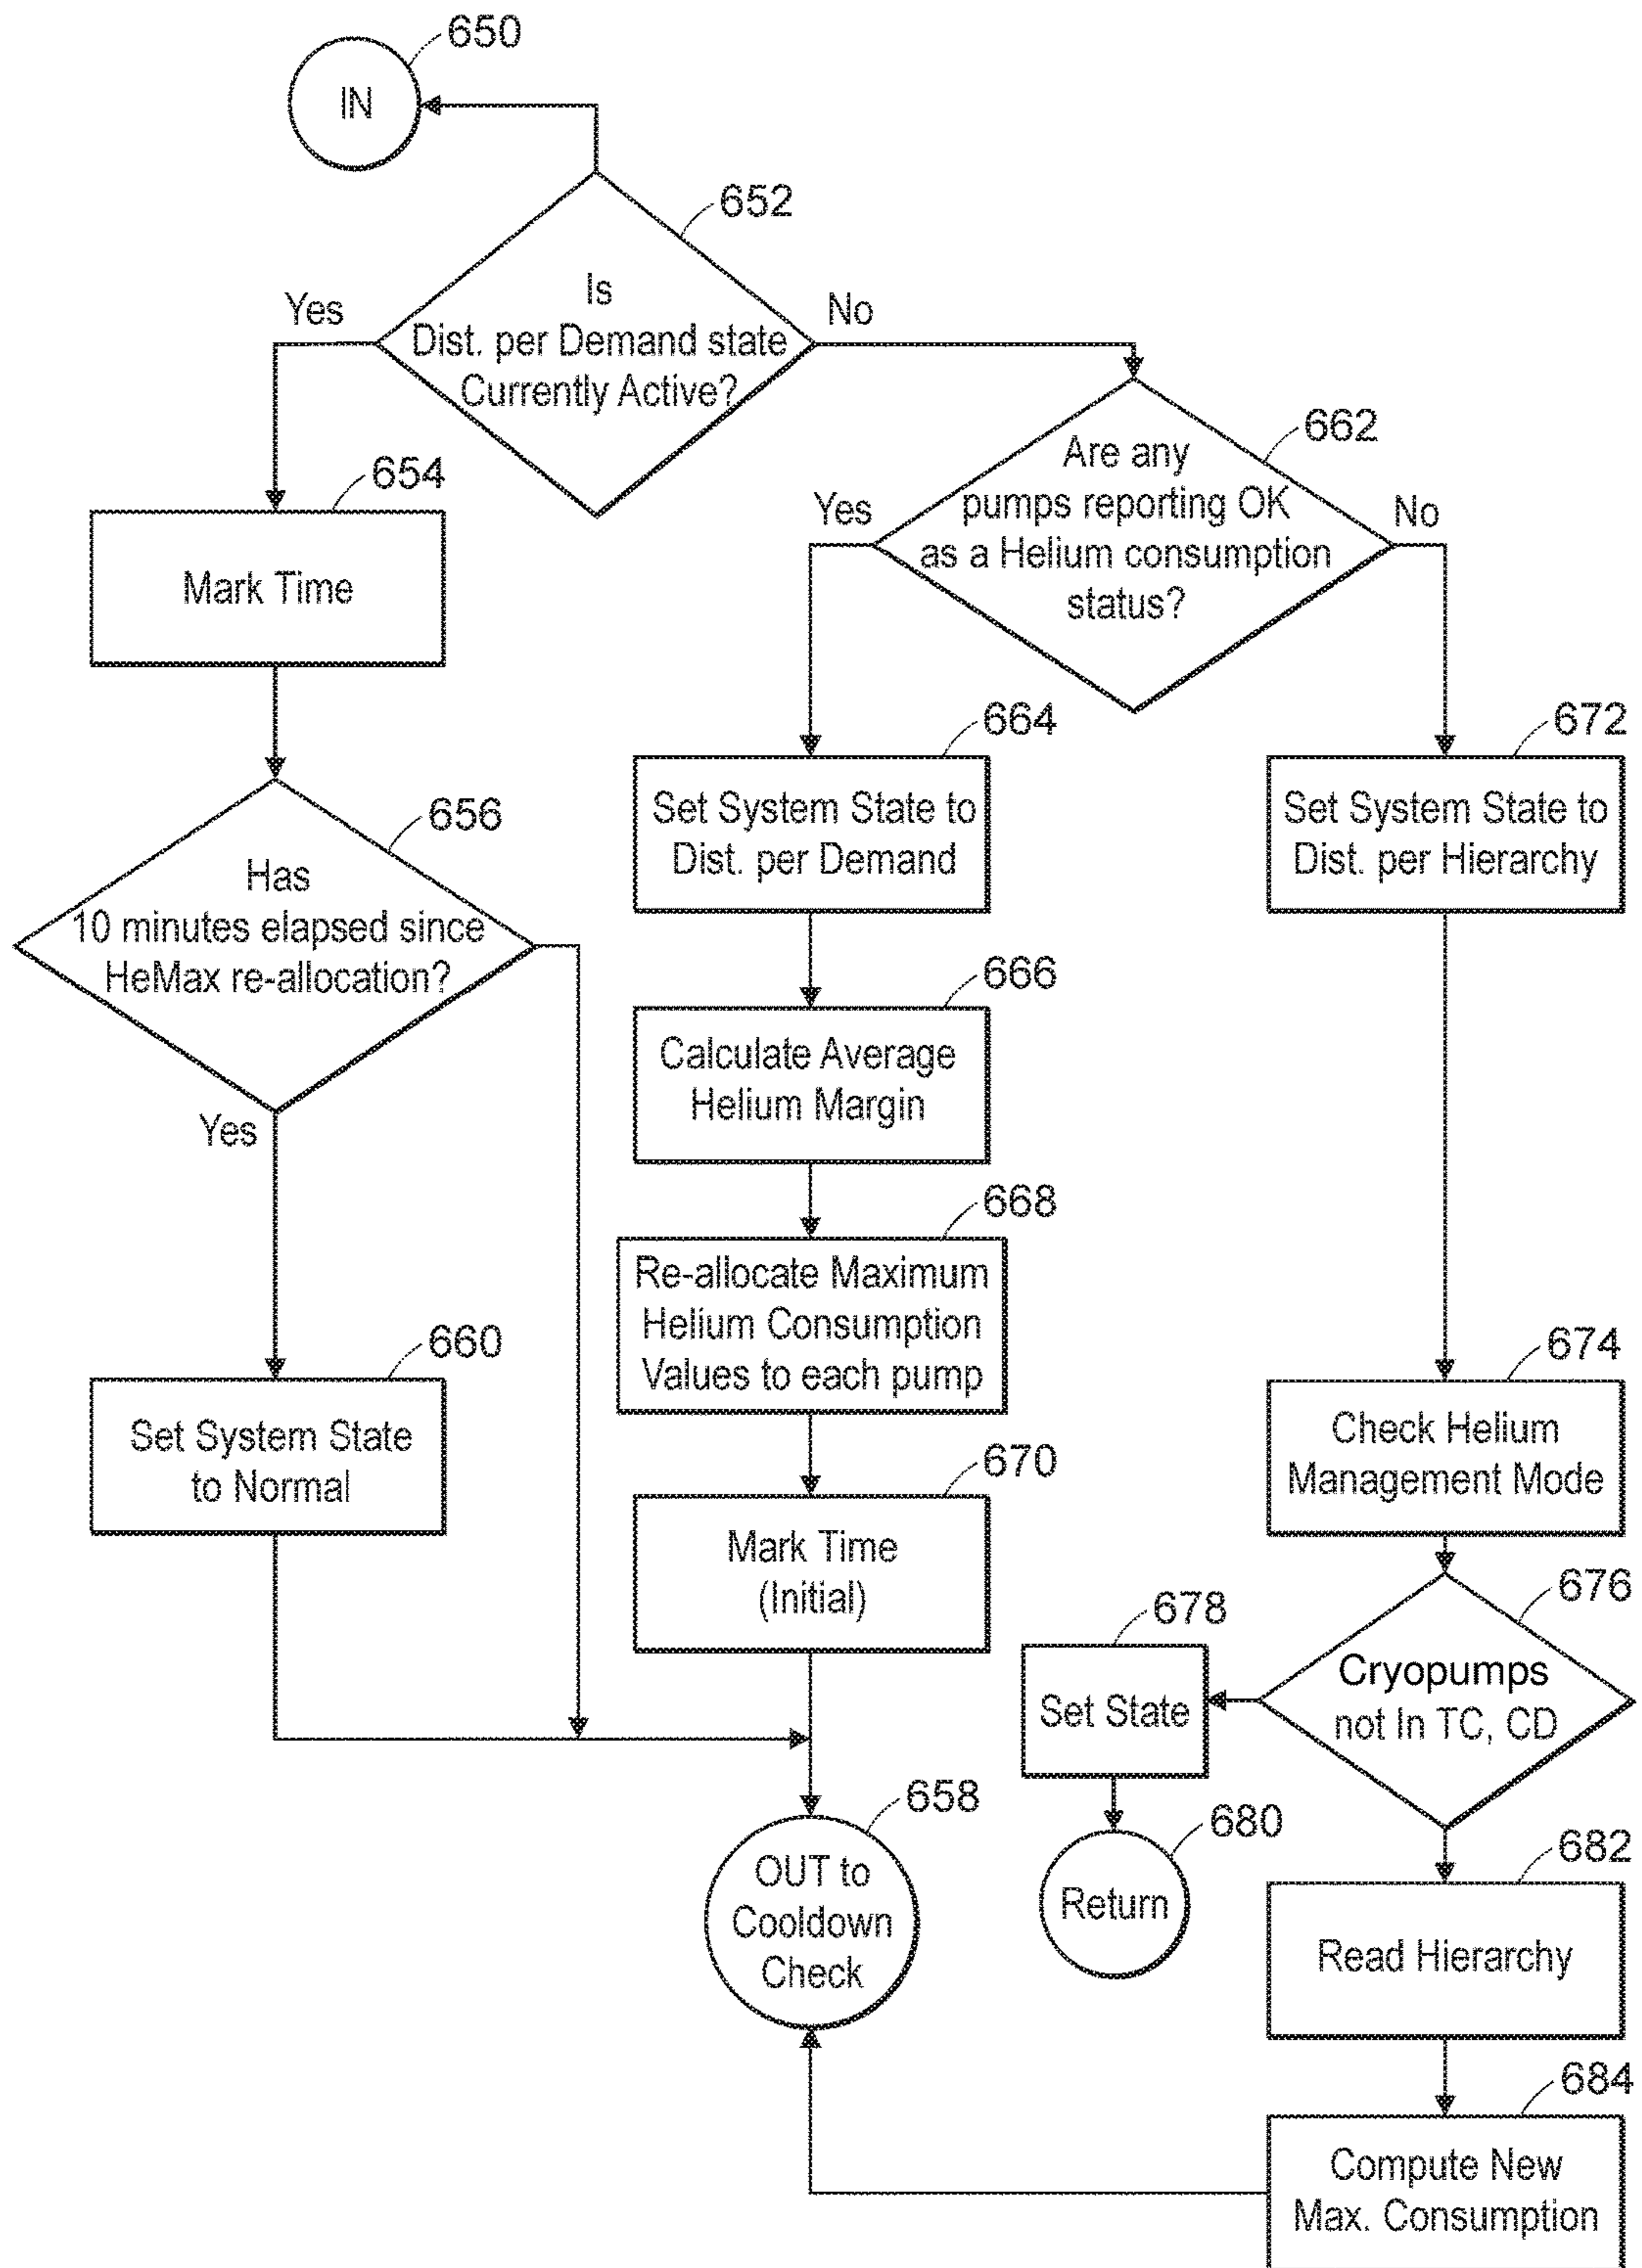 650
IN
652
Is
Dist. per Demand state
Currently Active?
Yes
No
654
Mark Time
662
Are any
pumps reporting OK
as a Helium consumption
status?
Yes
No
656
Has
10 minutes elapsed since
HeMax re-allocation?
Yes
664
Set System State to
Dist. per Demand
672
Set System State to
Dist. per Hierarchy
666
Calculate Average
Helium Margin
668
Re-allocate Maximum
Helium Consumption
Values to each pump
660
Set System State
to Normal
670
Mark Time
(Initial)
674
Check Helium
Management Mode
676
Cryopumps
not In TC, CD
678
Set State
680
Return
658
OUT to
Cooldown
Check
682
Read Hierarchy
684
Compute New
Max. Consumption